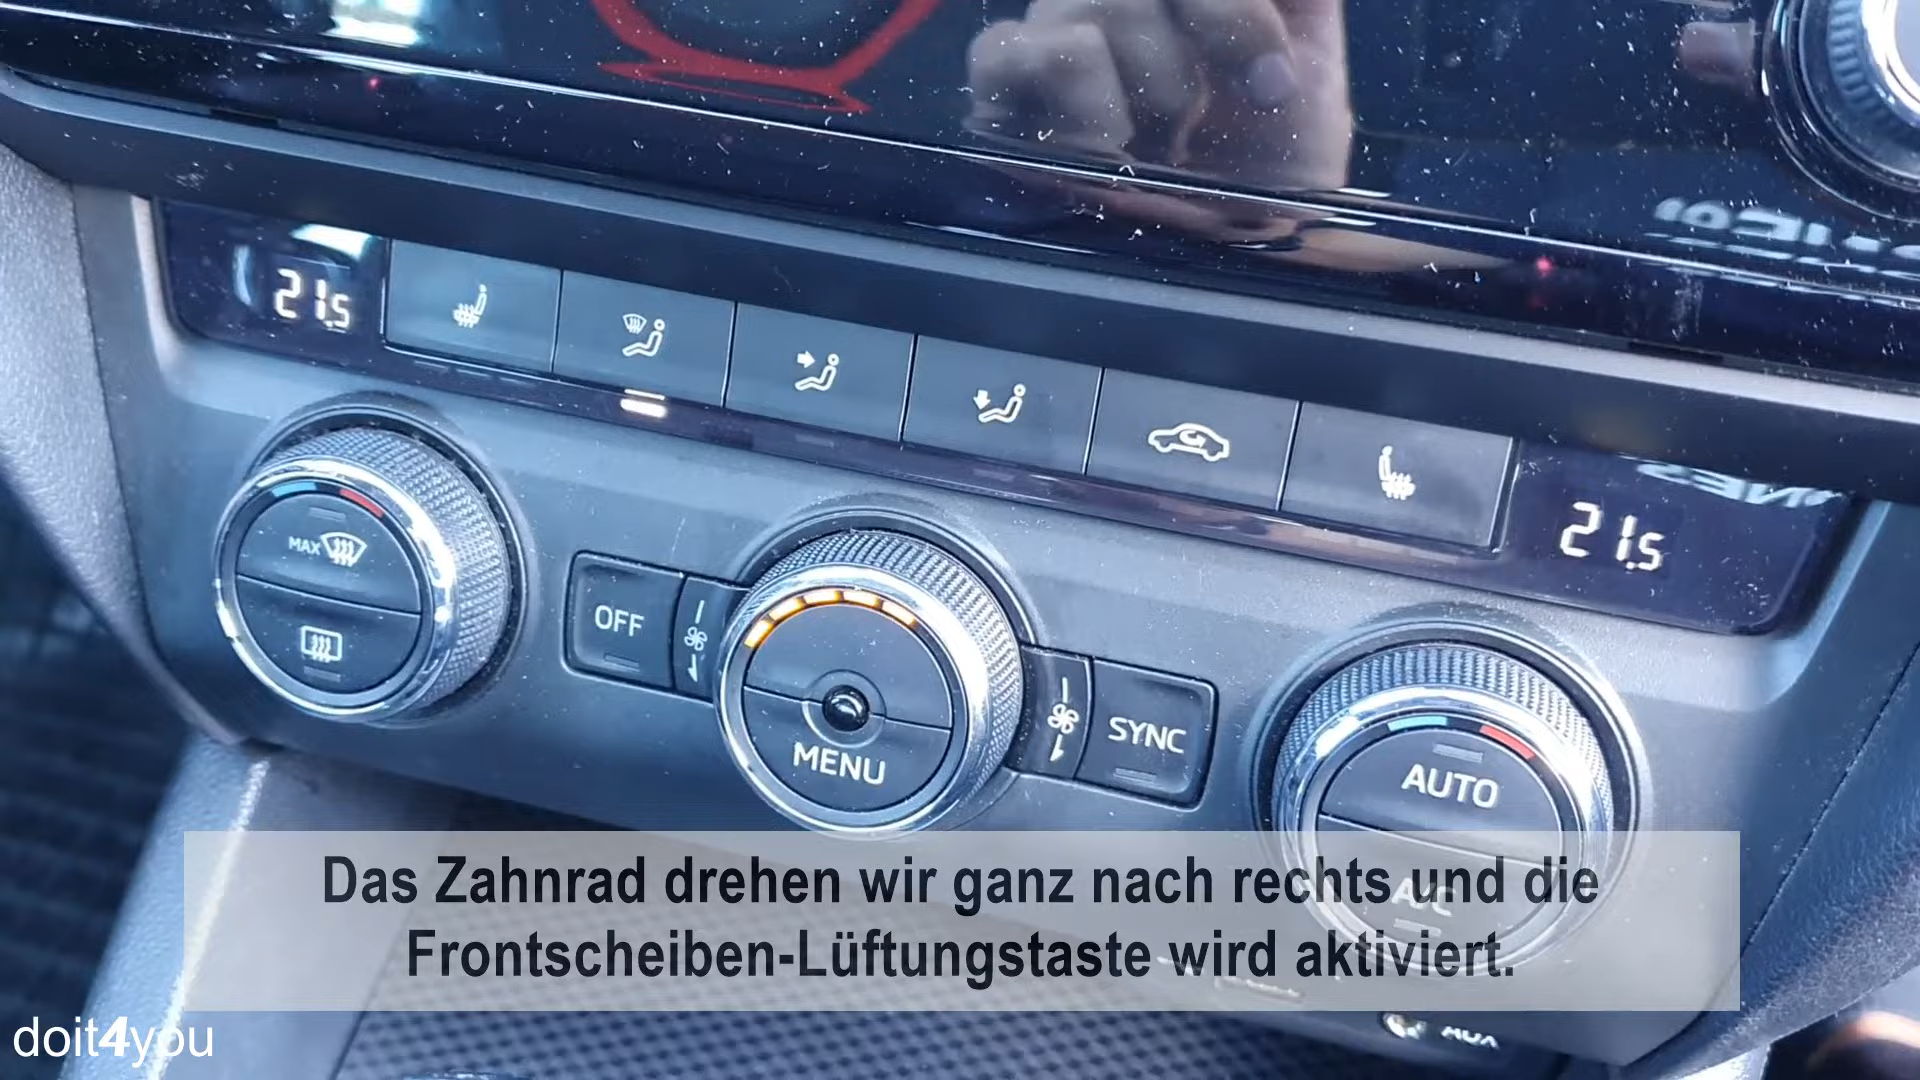 21.5
21.5
MAX
OFF
SYNC
MENU
AUTO
A/C
Das Zahnrad drehen wir ganz nach rechts und die
Frontscheiben-Lüftungstaste wird aktiviert.
doit4you
AUX